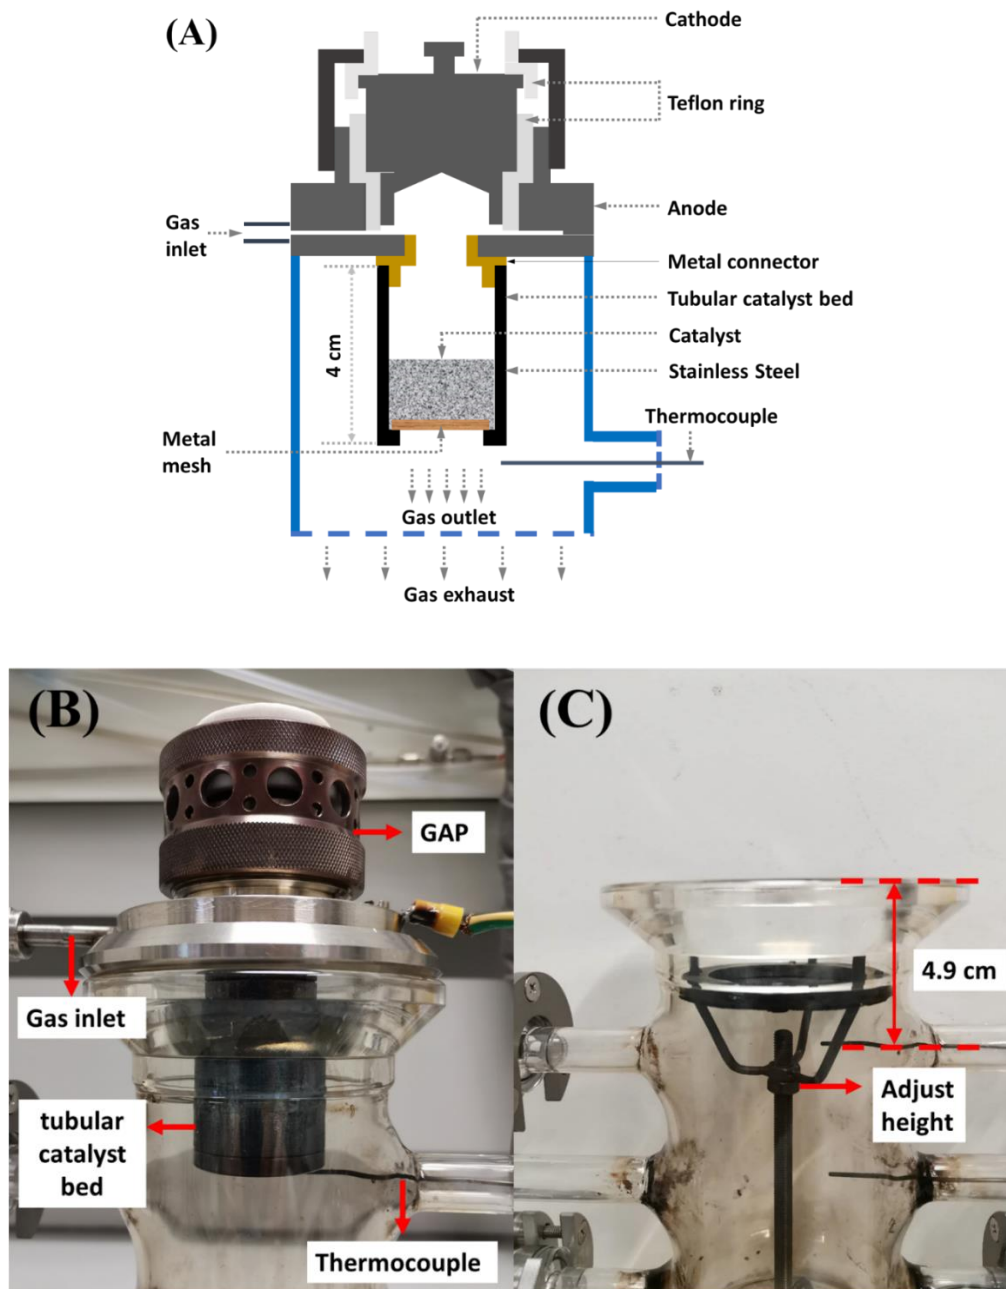 (A)
Cathode
Teflon ring
Gas
inlet
Anode
Metal connector
Tubular catalyst bed
4 cm
Catalyst
Stainless Steel
Thermocouple
Metal
mesh
Gas outlet
Gas exhaust
(B)
GAP
Gas inlet
tubular
catalyst
bed
Thermocouple
(C)
4.9 cm
Adjust
height